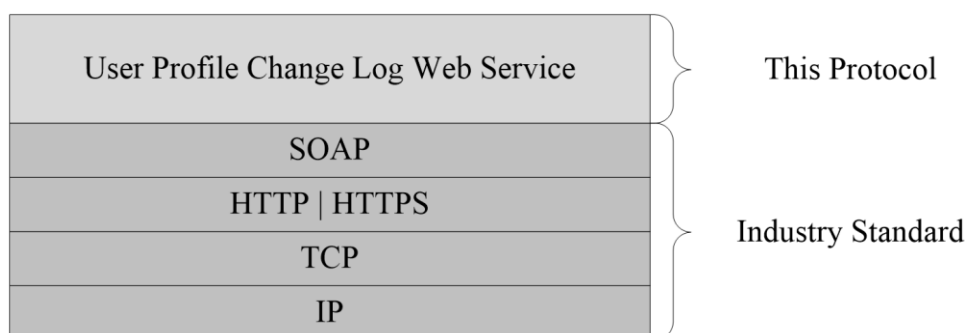 User Profile Change Log Web Service
This Protocol
SOAP
HTTP | HTTPS
Industry Standard
TCP
IP